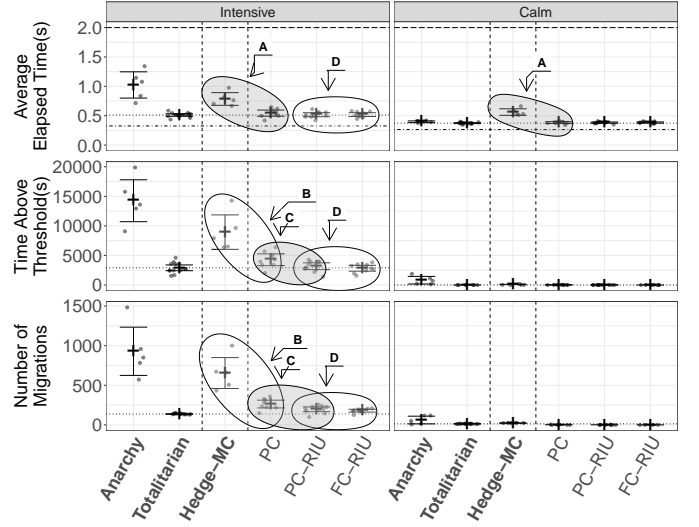 Intensive
Calm
Average
Elapsed Time(s)
2.0
1.5
1.0
0.5
0.0
A
D
A
Time Above
Threshold(s)
20000
15000
10000
5000
0
B
C
D
Number of
Migrations
1500
1000
500
0
B
C
D
Anarchy
Totalitarian
Hedge−MC
PC
PC−RIU
FC−RIU
Anarchy
Totalitarian
Hedge−MC
PC
PC−RIU
FC−RIU